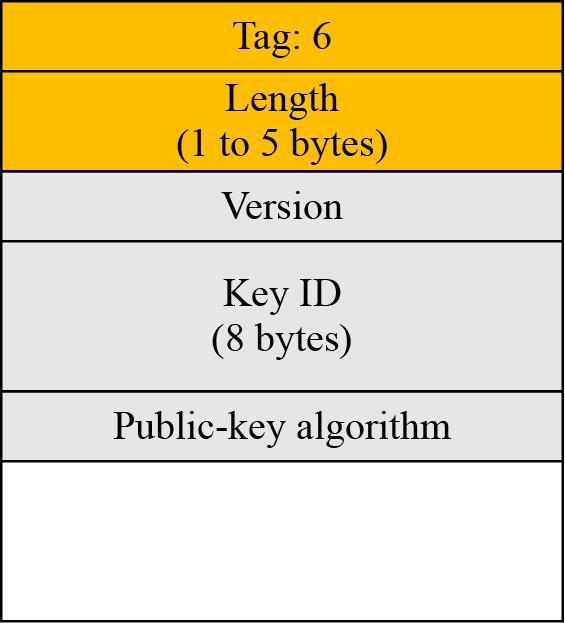 Tag: 6
Length
(1 to 5 bytes)
Version
Key ID
(8 bytes)
Public-key algorithm